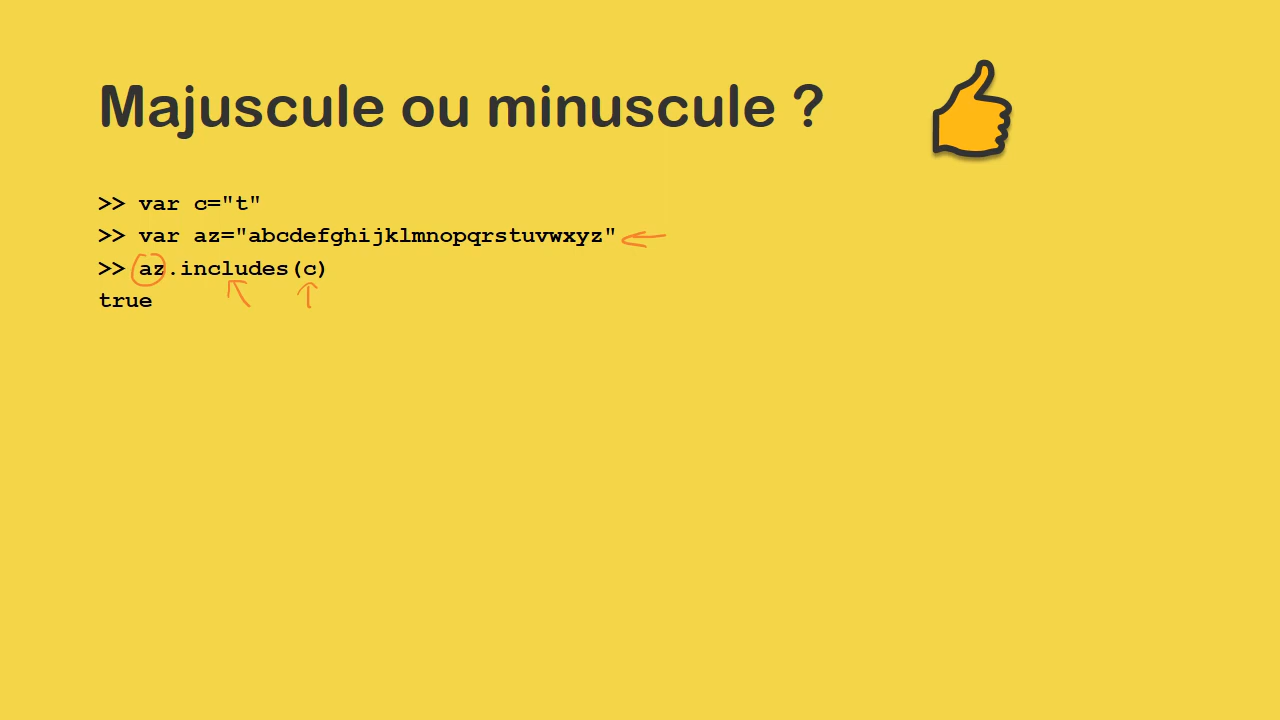 Majuscule ou minuscule ?
>> var c="t"
>> var az="abcdefghijklmnopqrstuvwxyz"
>> az.includes(c)
true